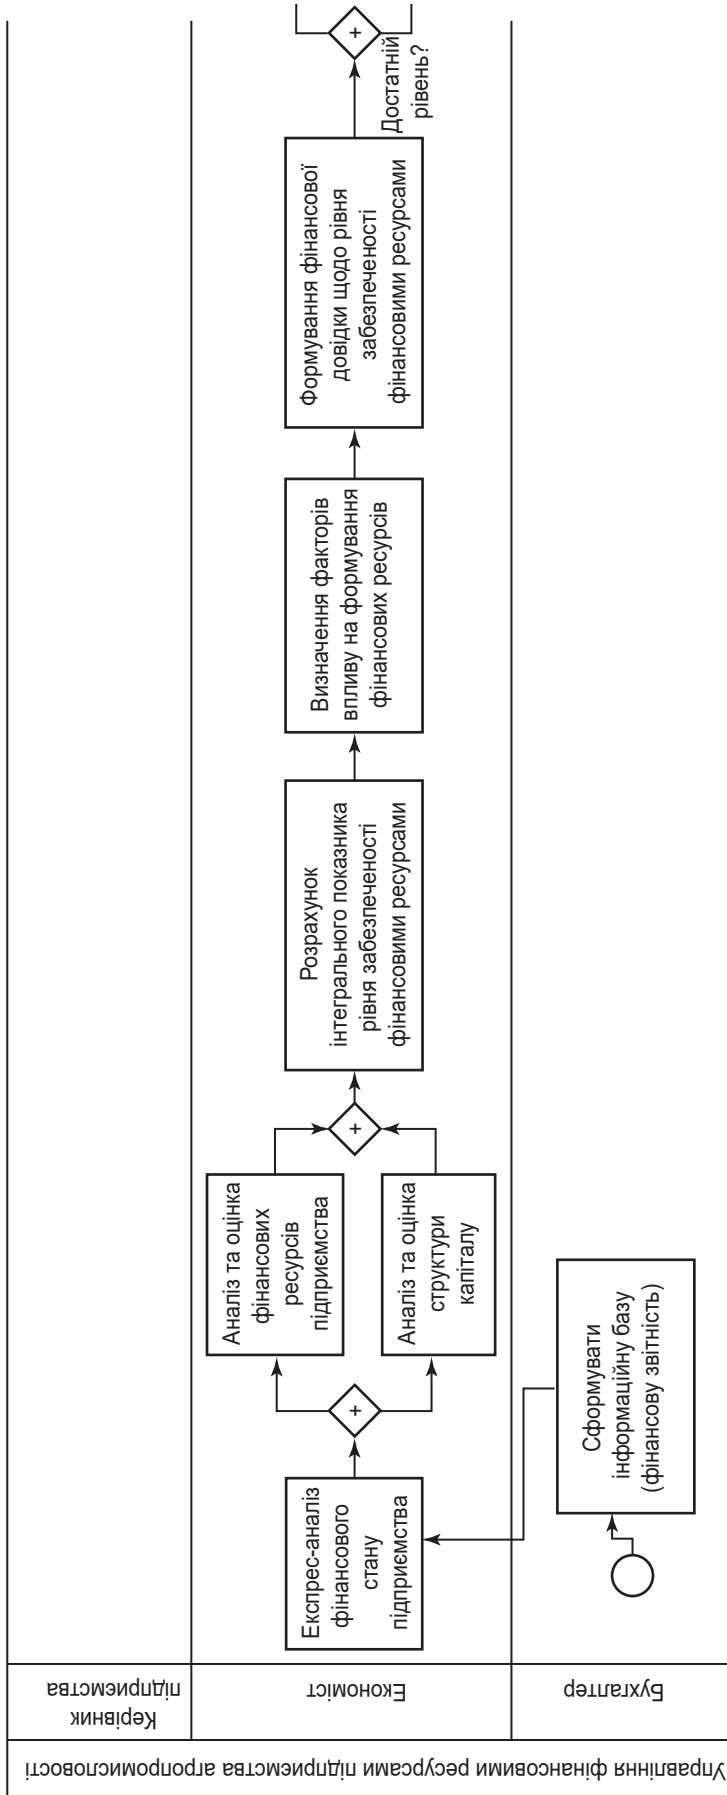 Управління фінансовими ресурсами підприємства агропромисловості
Керівник
підприємства
Економіст
Бухгалтер
Сформувати
інформаційну базу
(фінансову звітність)
Експрес-аналіз
фінансового
стану
підприємства
+
Аналіз та оцінка
фінансових
ресурсів
підприємства
Аналіз та оцінка
структури
капіталу
+
Розрахунок
інтегрального показника
рівня забезпеченості
фінансовими ресурсами
Визначення факторів
впливу на формування
фінансових ресурсів
Формування фінансової
довідки щодо рівня
забезпеченості
фінансовими ресурсами
+
Достатній
рівень?